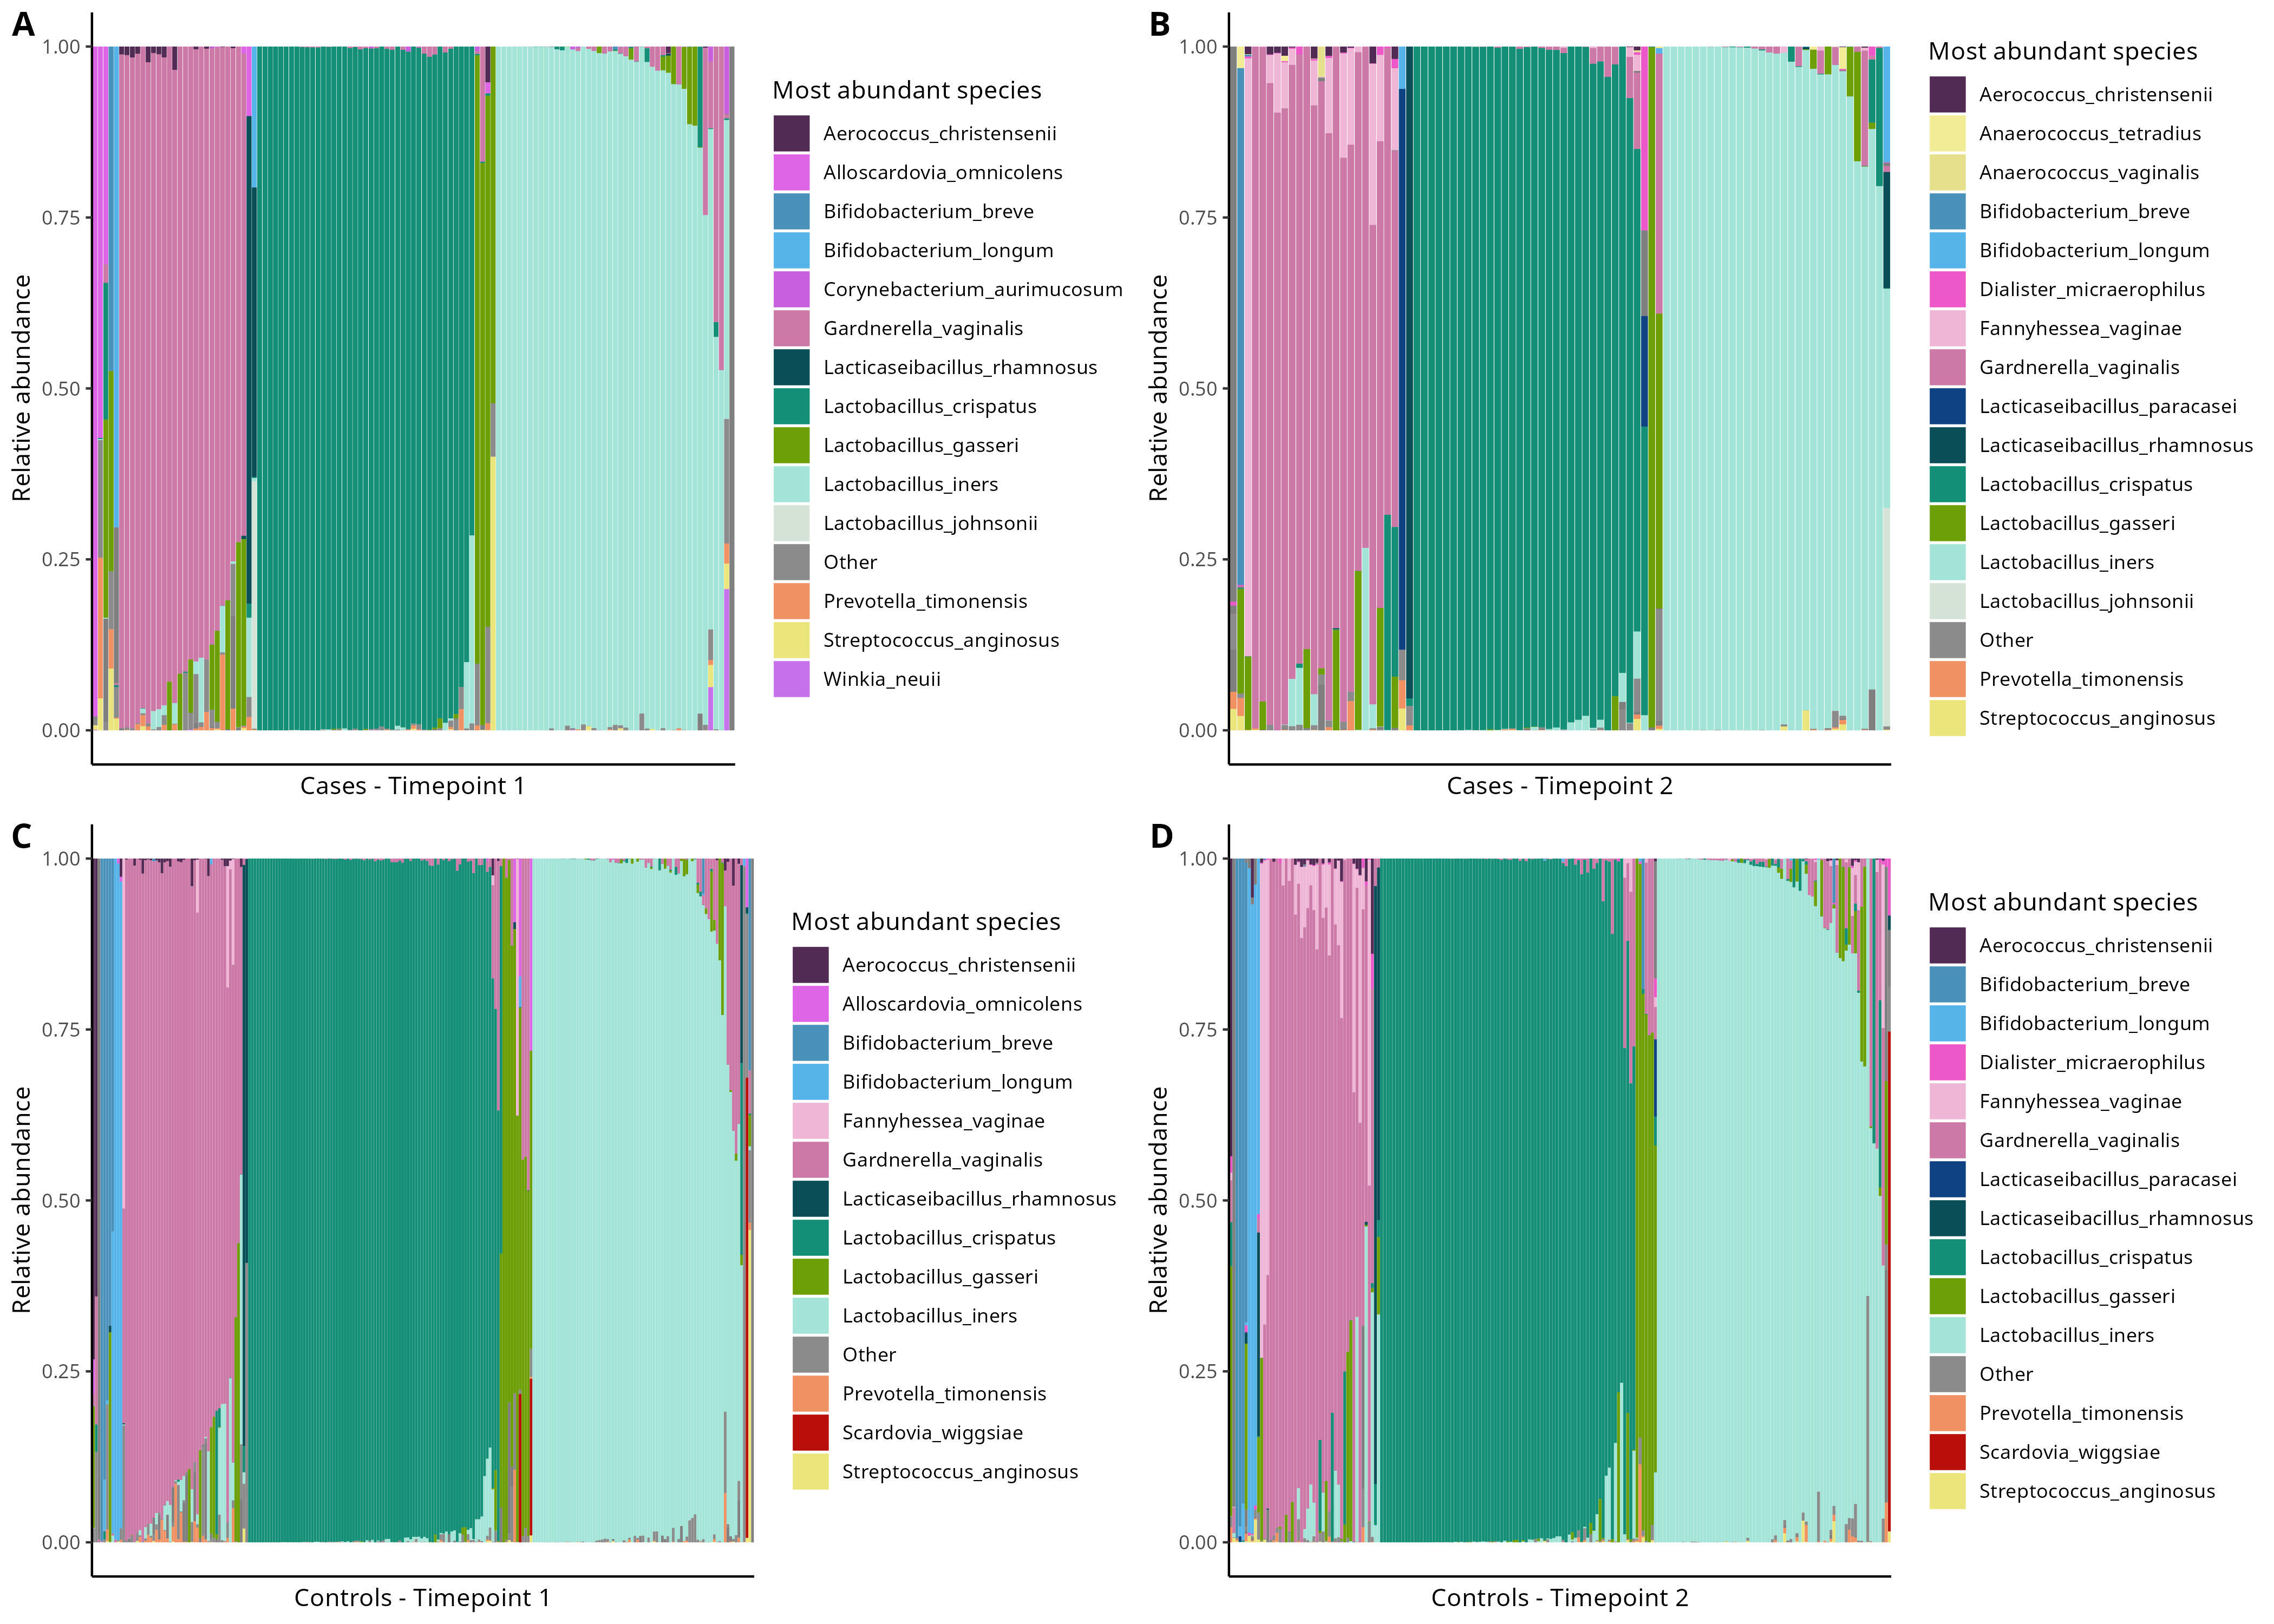 A
Relative abundance
1.00
0.75
0.50
0.25
0.00
Cases - Timepoint 1
Most abundant species
Aerococcus_christensenii
Alloscardovia_omnicolens
Bifidobacterium_breve
Bifidobacterium_longum
Corynebacterium_aurimucosum
Gardnerella_vaginalis
Lacticaseibacillus_rhamnosus
Lactobacillus_crispatus
Lactobacillus_gasseri
Lactobacillus_iners
Lactobacillus_johnsonii
Other
Prevotella_timonensis
Streptococcus_anginosus
Winkia_neuii
B
Relative abundance
1.00
0.75
0.50
0.25
0.00
Cases - Timepoint 2
Most abundant species
Aerococcus_christensenii
Anaerococcus_tetradius
Anaerococcus_vaginalis
Bifidobacterium_breve
Bifidobacterium_longum
Dialister_micraerophilus
Fannyhessea_vaginae
Gardnerella_vaginalis
Lacticaseibacillus_paracasei
Lacticaseibacillus_rhamnosus
Lactobacillus_crispatus
Lactobacillus_gasseri
Lactobacillus_iners
Lactobacillus_johnsonii
Other
Prevotella_timonensis
Streptococcus_anginosus
C
Relative abundance
1.00
0.75
0.50
0.25
0.00
Controls - Timepoint 1
Most abundant species
Aerococcus_christensenii
Alloscardovia_omnicolens
Bifidobacterium_breve
Bifidobacterium_longum
Fannyhessea_vaginae
Gardnerella_vaginalis
Lacticaseibacillus_rhamnosus
Lactobacillus_crispatus
Lactobacillus_gasseri
Lactobacillus_iners
Other
Prevotella_timonensis
Scardovia_wiggsiae
Streptococcus_anginosus
D
Relative abundance
1.00
0.75
0.50
0.25
0.00
Controls - Timepoint 2
Most abundant species
Aerococcus_christensenii
Bifidobacterium_breve
Bifidobacterium_longum
Dialister_micraerophilus
Fannyhessea_vaginae
Gardnerella_vaginalis
Lacticaseibacillus_paracasei
Lacticaseibacillus_rhamnosus
Lactobacillus_crispatus
Lactobacillus_gasseri
Lactobacillus_iners
Other
Prevotella_timonensis
Scardovia_wiggsiae
Streptococcus_anginosus